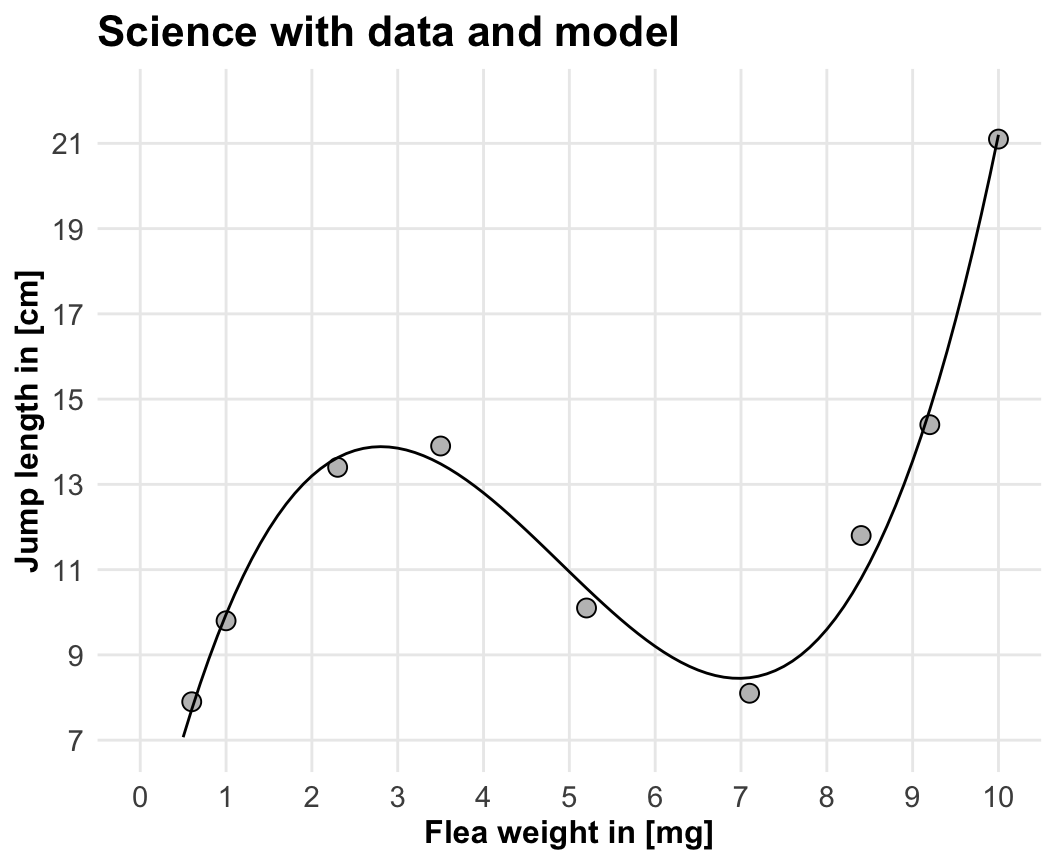 Science with data and model
Jump length in [cm]
21
19
17
15
13
11
9
7
0 1 2 3 4 5 6 7 8 9 10
Flea weight in [mg]